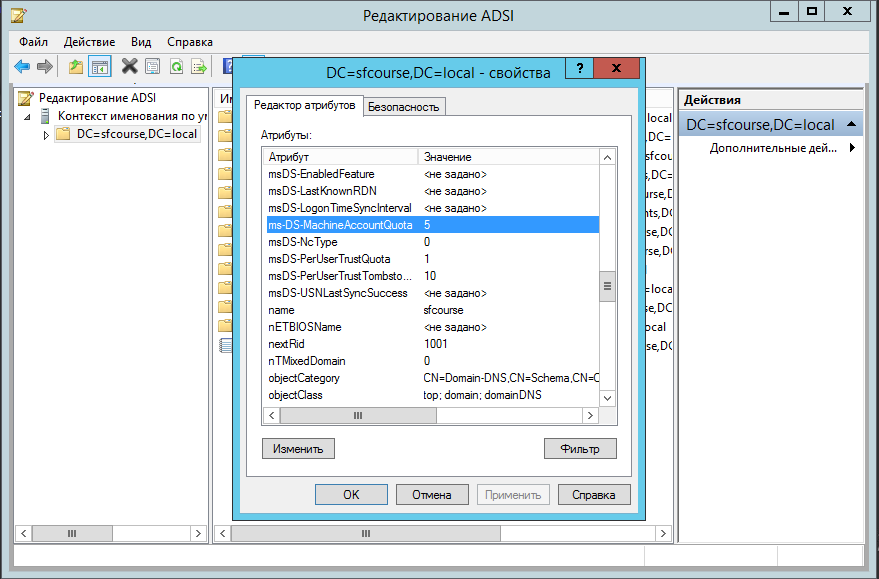 Редактирование ADSI
Файл Действие Вид Справка
Редактирование ADSI
Контекст именования по ум
DC=sfcourse,DC=local
DC=sfcourse,DC=local - свойства
Редактор атрибутов Безопасность
Атрибуты:
Атрибут Значение
msDS-EnabledFeature <не задано>
msDS-LastKnownRDN <не задано>
msDS-LogonTimeSyncInterval <не задано>
ms-DS-MachineAccountQuota 5
msDS-NcType 0
msDS-PerUserTrustQuota 1
msDS-PerUserTrustTombsto... 10
msDS-USNLastSyncSuccess <не задано>
name sfcourse
nETBIOSName <не задано>
nextRid 1001
nTMixedDomain 0
objectCategory CN=Domain-DNS,CN=Schema,CN=C
objectClass top; domain; domainDNS
Изменить Фильтр
OK Отмена Применить Справка
Действия
DC=sfcourse,DC=local
Дополнительные дей...